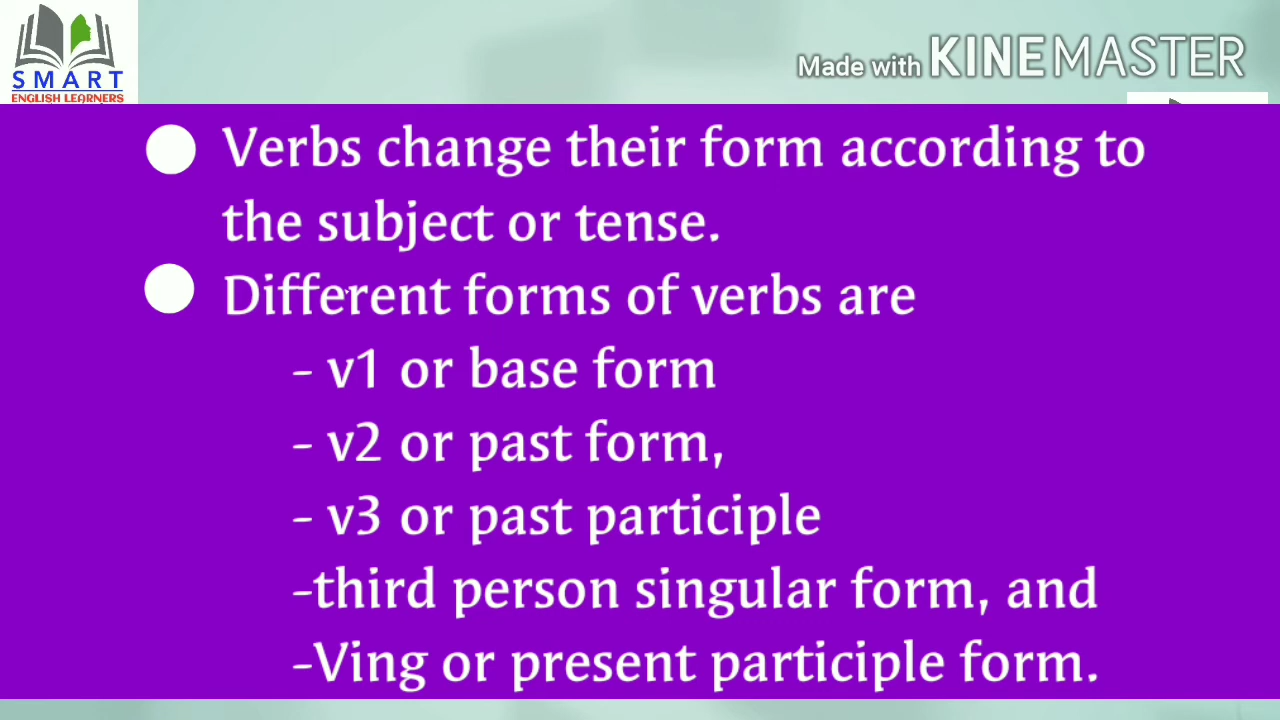 SMART
ENGLISH LEARNERS
Made with KINEMASTER
Verbs change their form according to
the subject or tense.
Different forms of verbs are
- v1 or base form
- v2 or past form,
- v3 or past participle
-third person singular form, and
-Ving or present participle form.